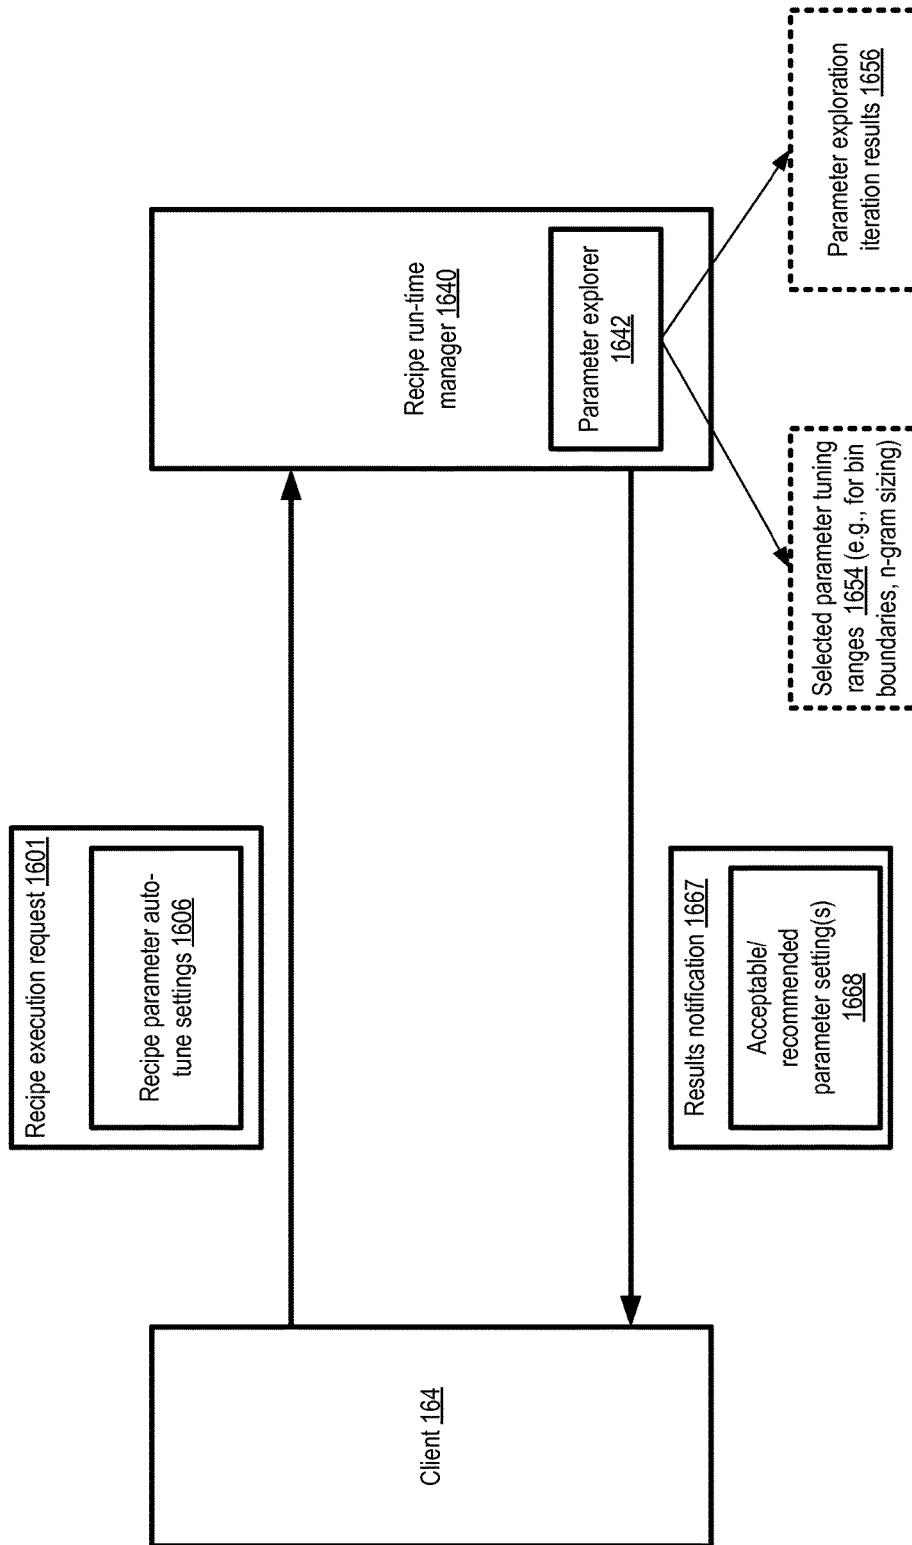 Recipe execution request 1601
Recipe parameter auto-
tune settings 1606
Client 164
Recipe run-time
manager 1640
Parameter explorer
1642
Results notification 1667
Acceptable/
recommended
parameter setting(s)
1668
Selected parameter tuning
ranges 1654 (e.g., for bin
boundaries, n-gram sizing)
Parameter exploration
iteration results 1656